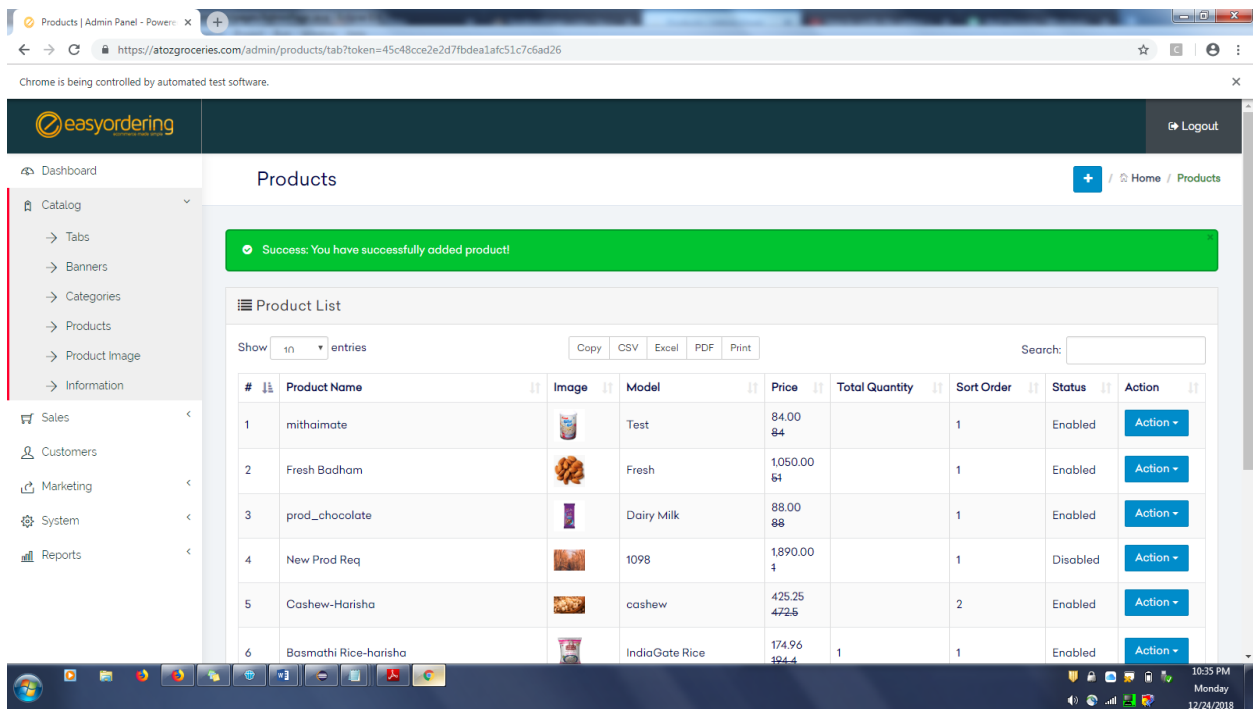 Products | Admin Panel - Powere
https://atozgroceries.com/admin/products/tab?token=45c48cce2e2d7fbdea1afc51c7c6ad26
Chrome is being controlled by automated test software.
easyordering
Logout
Dashboard
Catalog
Tabs
Banners
Categories
Products
Product Image
Information
Sales
Customers
Marketing
System
Reports
Products
+ / Home / Products
Success: You have successfully added product!
Product List
Show 10 entries
Copy CSV Excel PDF Print
Search:
# Product Name Image Model Price Total Quantity Sort Order Status Action
1 mithaimate Test 84.00 84 1 Enabled Action
2 Fresh Badham Fresh 1,050.00 51 1 Enabled Action
3 prod_chocolate Dairy Milk 88.00 88 1 Enabled Action
4 New Prod Req 1098 1,890.00 1 1 Disabled Action
5 Cashew-Harisha cashew 425.25 472.5 2 Enabled Action
6 Basmathi Rice-harisha IndiaGate Rice 174.96 194.4 1 1 Enabled Action
10:35 PM
Monday
12/24/2018